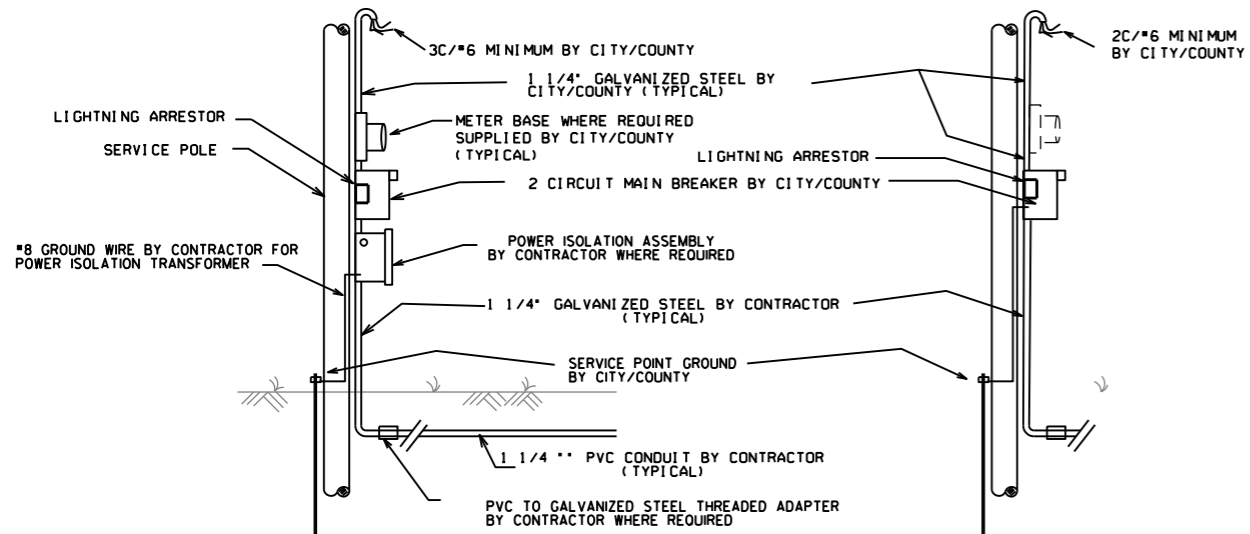 3C/"6 MINIMUM BY CITY/COUNTY
2C/"6 MINIMUM
BY CITY/COUNTY
1 1/4" GALVANIZED STEEL BY
CITY/COUNTY (TYPICAL)
LIGHTNING ARRESTOR
METER BASE WHERE REQUIRED
SUPPLIED BY CITY/COUNTY
(TYPICAL)
SERVICE POLE
LIGHTNING ARRESTOR
2 CIRCUIT MAIN BREAKER BY CITY/COUNTY
"8 GROUND WIRE BY CONTRACTOR FOR
POWER ISOLATION TRANSFORMER
POWER ISOLATION ASSEMBLY
BY CONTRACTOR WHERE REQUIRED
1 1/4" GALVANIZED STEEL BY CONTRACTOR
(TYPICAL)
SERVICE POINT GROUND
BY CITY/COUNTY
1 1/4 "" PVC CONDUIT BY CONTRACTOR
(TYPICAL)
PVC TO GALVANIZED STEEL THREADED ADAPTER
BY CONTRACTOR WHERE REQUIRED